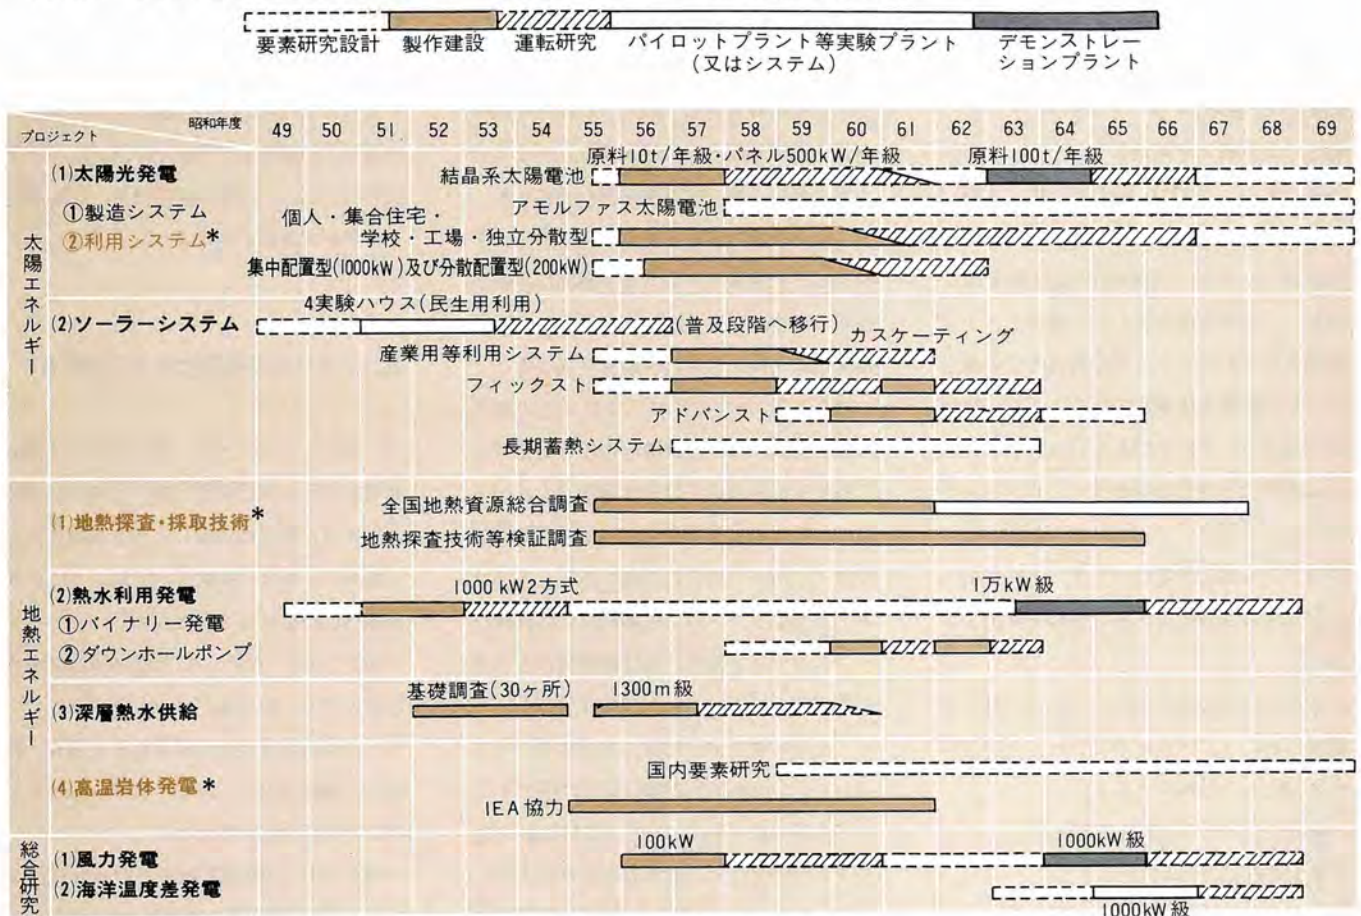 要素研究設計 製作建設 運転研究 パイロットプラント等実験プラント デモンストレー
(又はシステム) ションプラント
プロジェクト 昭和年度 49 50 51 52 53 54 55 56 57 58 59 60 61 62 63 64 65 66 67 68 69
太陽エネルギー
(1)太陽光発電
①製造システム
②利用システム*
原料10t/年級・パネル500kW/年級 原料100t/年級
結晶系太陽電池
アモルファス太陽電池
個人・集合住宅・
学校・工場・独立分散型
集中配置型(1000kW)及び分散配置型(200kW)
(2)ソーラーシステム
4実験ハウス(民生用利用)
(普及段階へ移行)
産業用等利用システム
カスケーティング
フィックスト
アドバンスト
長期蓄熱システム
地熱エネルギー
(1)地熱探査・採取技術*
全国地熱資源総合調査
地熱探査技術等検証調査
(2)熱水利用発電
①バイナリー発電
②ダウンホールポンプ
1000kW2方式 1万kW級
(3)深層熱水供給
基礎調査(30ヶ所) 1300m級
(4)高温岩体発電*
国内要素研究
IEA協力
総合研究
(1)風力発電
100kW 1000kW級
(2)海洋温度差発電
1000kW級